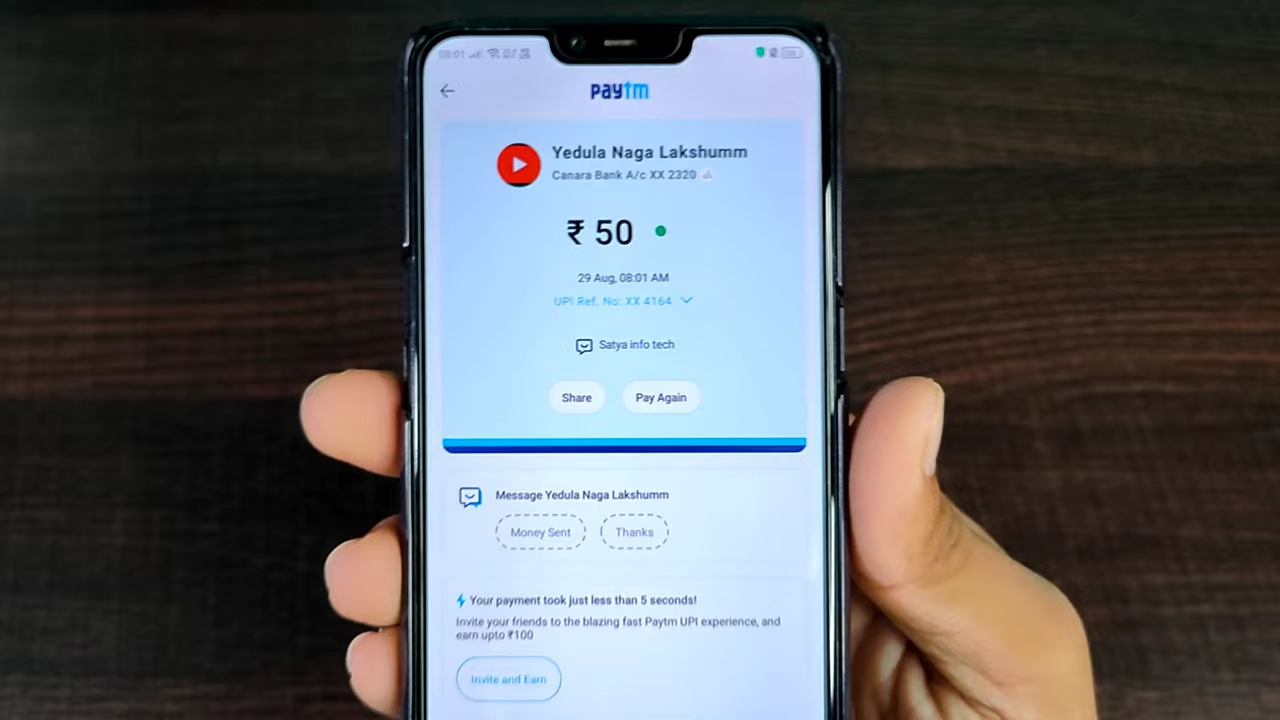 08:01
paytm
Yedula Naga Lakshumm
Canara Bank A/c XX 2320
₹ 50
29 Aug, 08:01 AM
UPI Ref. No: XX 4164
Satya info tech
Share
Pay Again
Message Yedula Naga Lakshumm
Money Sent
Thanks
Your payment took just less than 5 seconds!
Invite your friends to the blazing fast Paytm UPI experience, and
earn upto ₹100
Invite and Earn